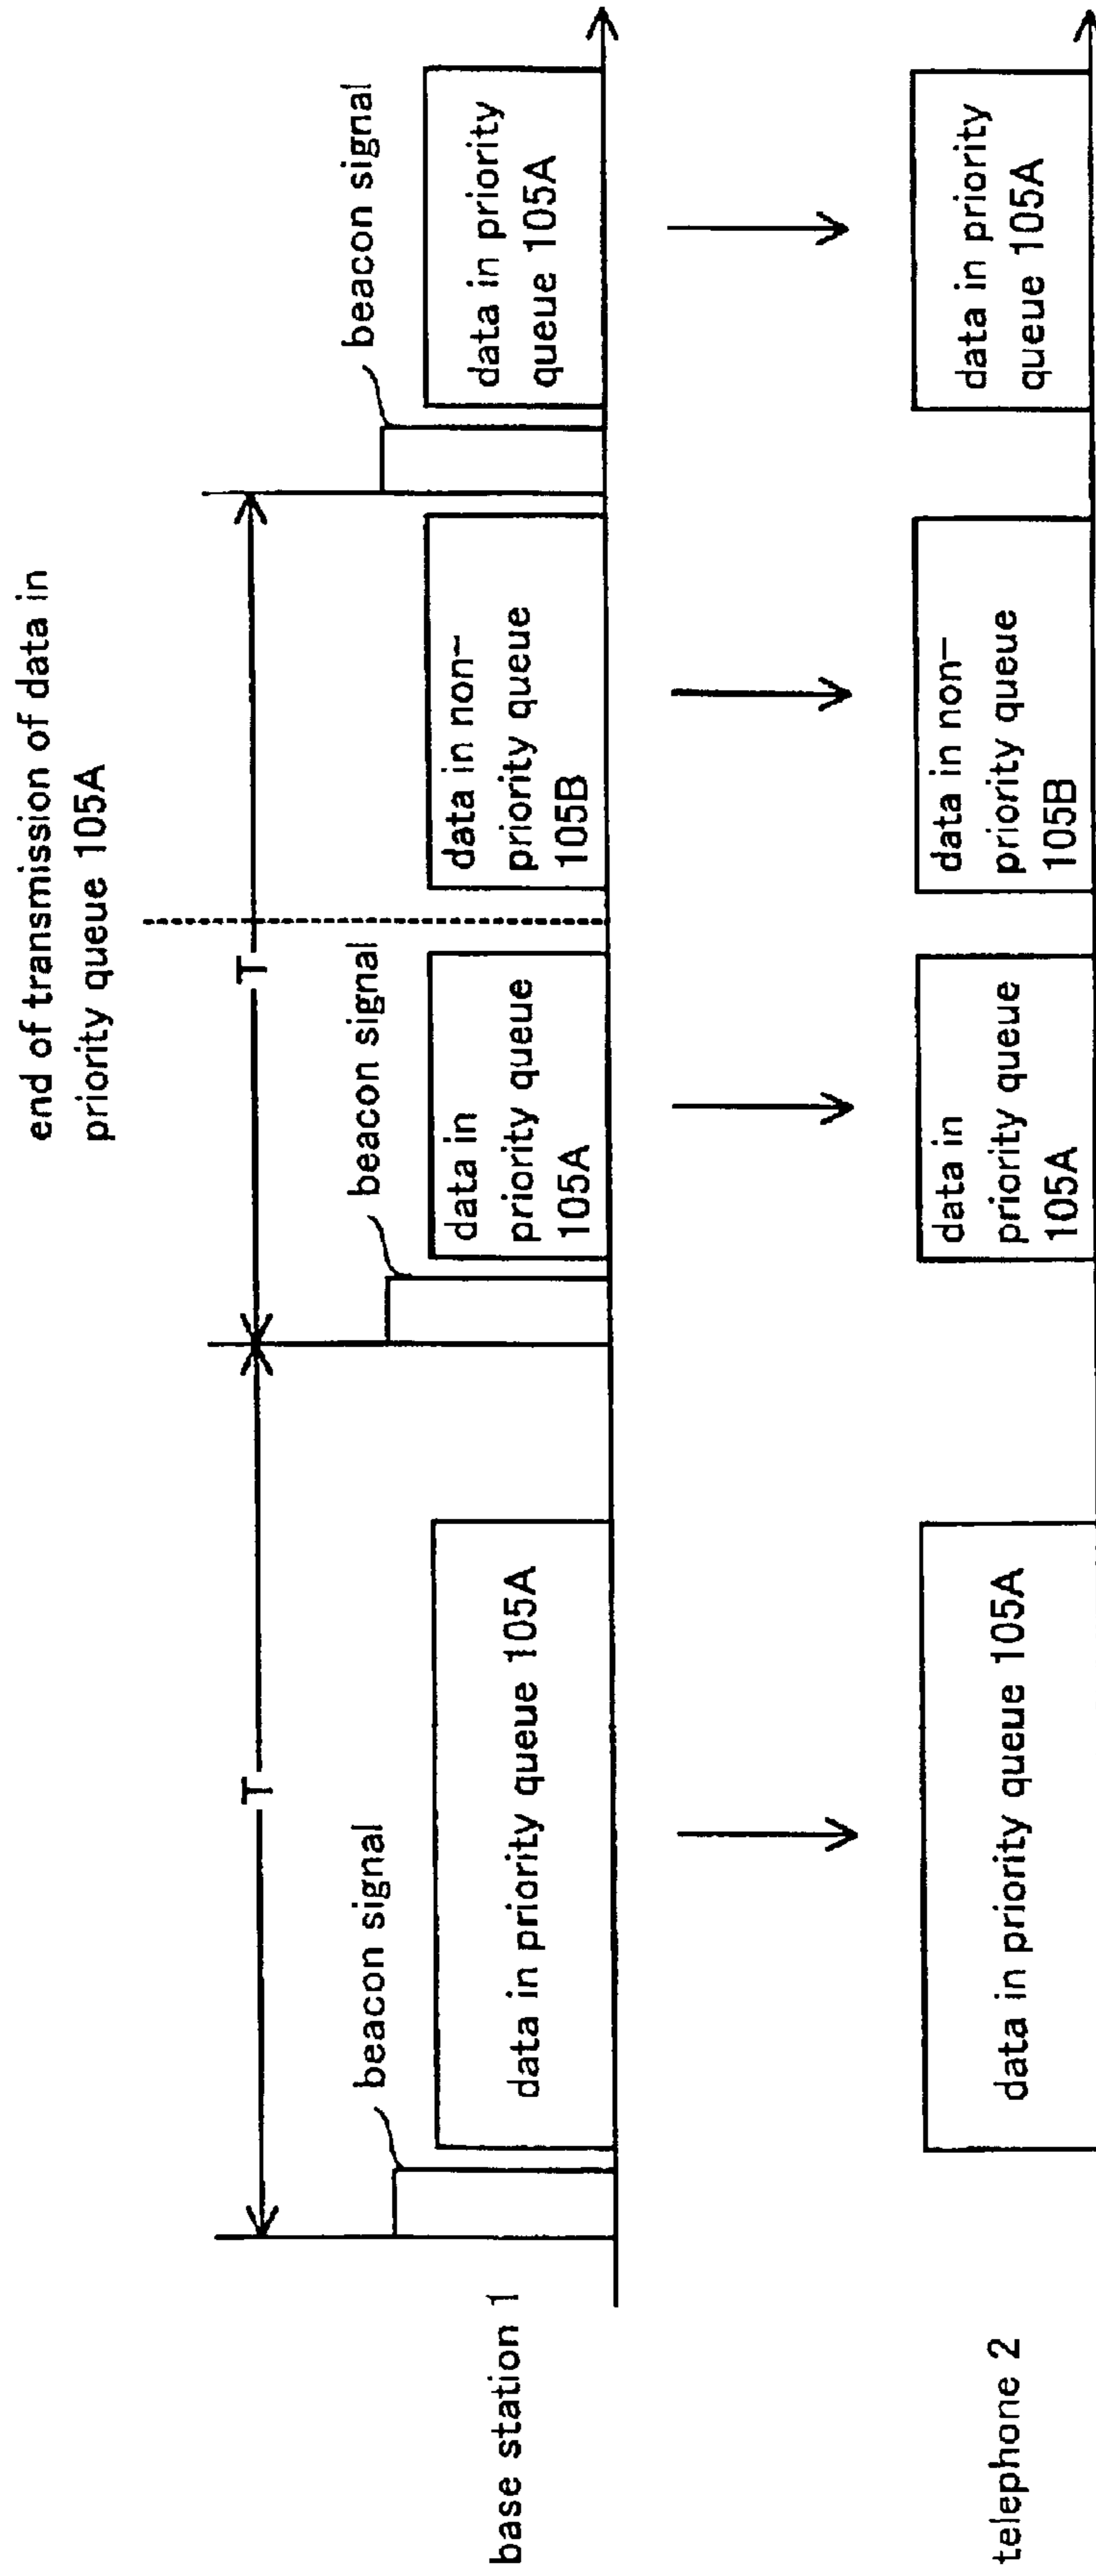 end of transmission of data in
priority queue 105A
T
T
beacon signal
beacon signal
beacon signal
base station 1
data in priority queue 105A
data in
priority queue
105A
data in non-
priority queue
105B
data in priority
queue 105A
telephone 2
data in priority queue 105A
data in
priority queue
105A
data in non-
priority queue
105B
data in priority
queue 105A